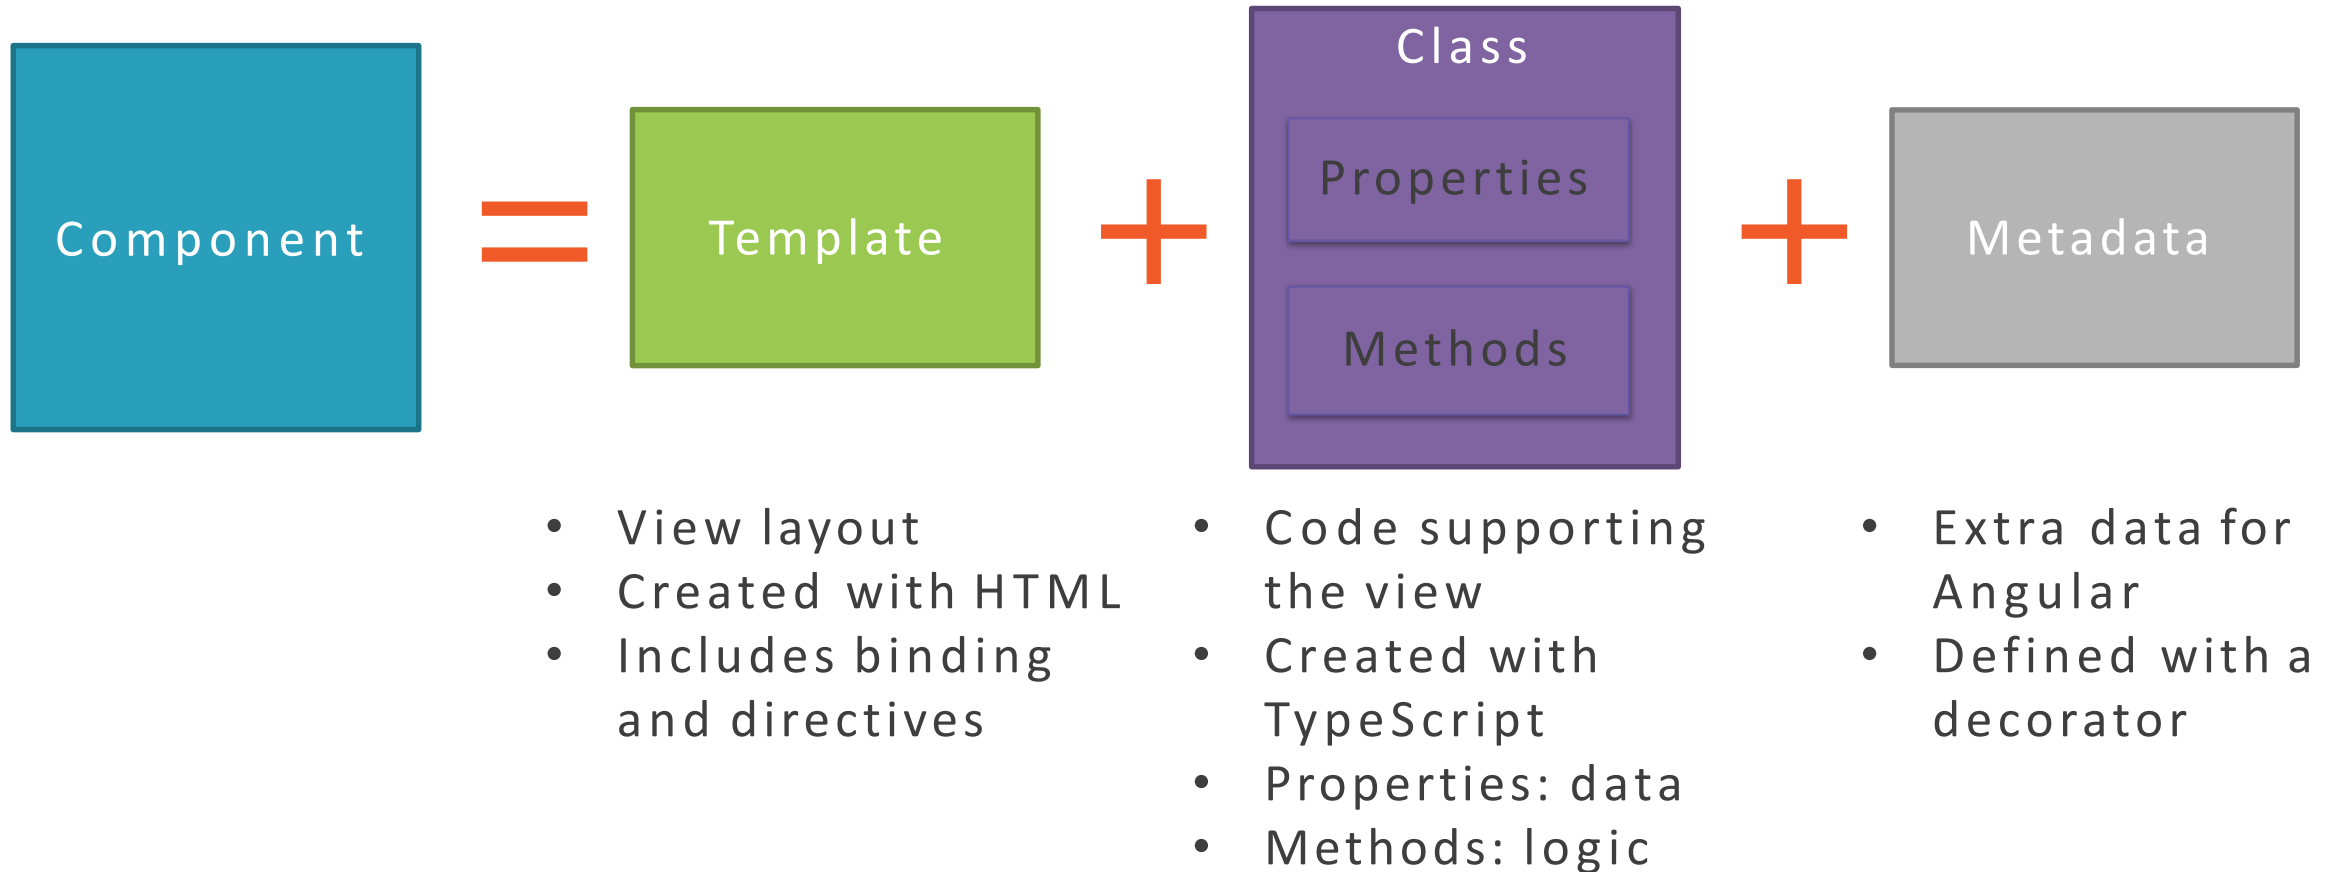 Component
=
Template
+
Class
Properties
Methods
+
Metadata
• View layout
• Created with HTML
• Includes binding
and directives
• Code supporting
the view
• Created with
TypeScript
• Properties: data
• Methods: logic
• Extra data for
Angular
• Defined with a
decorator